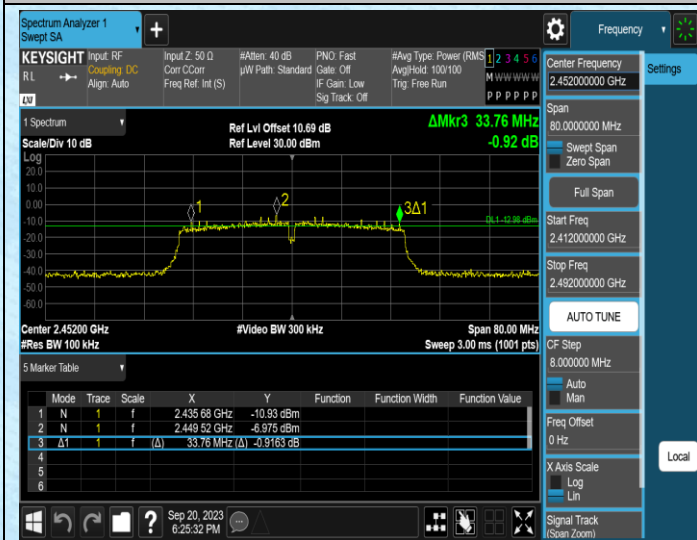 Spectrum Analyzer 1
Swept SA
+
Frequency
KEYSIGHT
Input: RF
Coupling: DC
Align: Auto
Input Z: 50 Ω
Corr CCorr
Freq Ref: Int (S)
#Atten: 40 dB
µW Path: Standard
PNO: Fast
Gate: Off
IF Gain: Low
Sig Track: Off
#Avg Type: Power (RMS
Avg|Hold: 100/100
Trig: Free Run
1 2 3 4 5 6
M W W W W W
P P P P P P
RL
LXI
1 Spectrum
Scale/Div 10 dB
Ref Lvl Offset 10.69 dB
Ref Level 30.00 dBm
ΔMkr3 33.76 MHz
-0.92 dB
Log
20.0
10.0
0.00
-10.0
-20.0
-30.0
-40.0
-50.0
-60.0
1
2
3Δ1
DL1 -12.98 dBm
Center 2.45200 GHz
#Video BW 300 kHz
Span 80.00 MHz
#Res BW 100 kHz
Sweep 3.00 ms (1001 pts)
5 Marker Table
Mode Trace Scale X Y Function Function Width Function Value
1 N 1 f 2.435 68 GHz -10.93 dBm
2 N 1 f 2.449 52 GHz -6.975 dBm
3 Δ1 1 f (Δ) 33.76 MHz (Δ) -0.9163 dB
4
5
6
?
Sep 20, 2023
6:25:32 PM
Center Frequency
2.452000000 GHz
Span
80.0000000 MHz
Swept Span
Zero Span
Full Span
Start Freq
2.412000000 GHz
Stop Freq
2.492000000 GHz
AUTO TUNE
CF Step
8.000000 MHz
Auto
Man
Freq Offset
0 Hz
X Axis Scale
Log
Lin
Signal Track
(Span Zoom)
Settings
Local